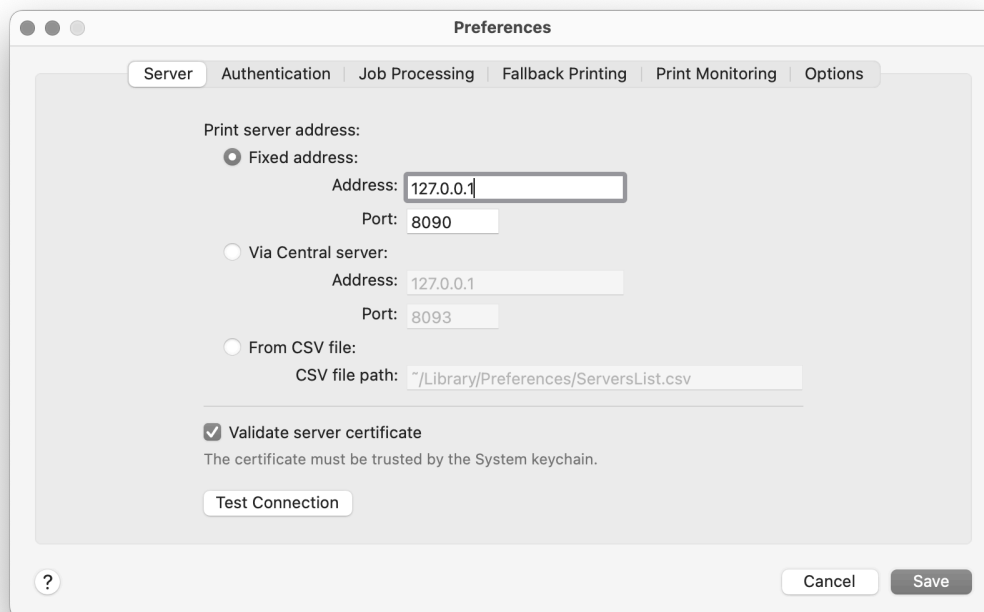 Preferences
Server Authentication Job Processing Fallback Printing Print Monitoring Options
Print server address:
Fixed address:
Address: 127.0.0.1
Port: 8090
Via Central server:
Address: 127.0.0.1
Port: 8093
From CSV file:
CSV file path: ~/Library/Preferences/ServersList.csv
Validate server certificate
The certificate must be trusted by the System keychain.
Test Connection
? Cancel Save